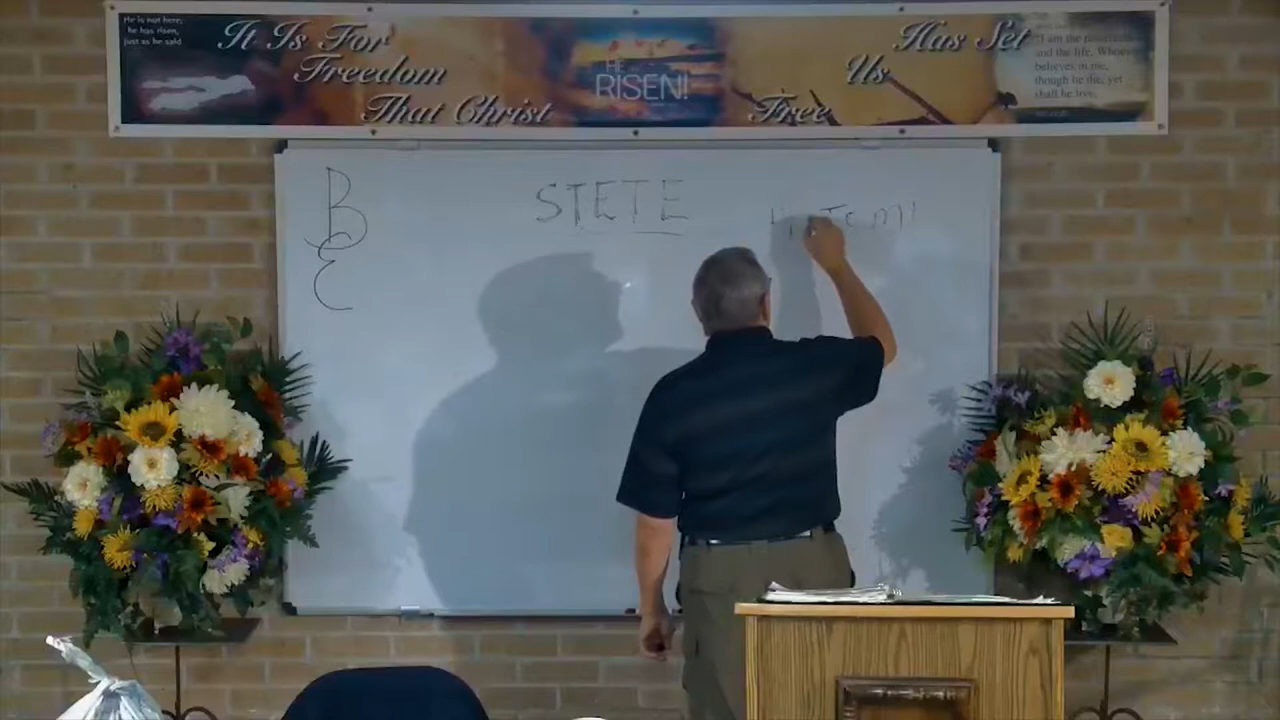 He is not here;
he has risen,
just as he said
It Is For
Freedom
That Christ
HE
RISEN!
Has Set
Us
Free
"I am the resurrection
and the life. Whoever
believes in me,
though he die, yet
shall he live.
B
E
STETE